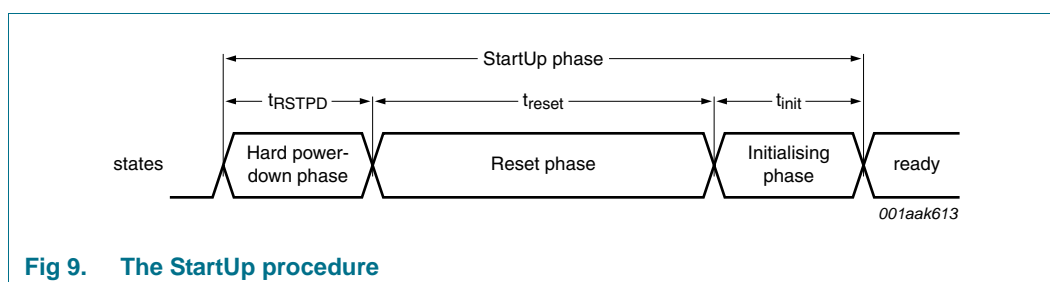 StartUp phase
tRSTPD
treset
tinit
states
Hard power-
down phase
Reset phase
Initialising
phase
ready
001aak613
Fig 9. The StartUp procedure